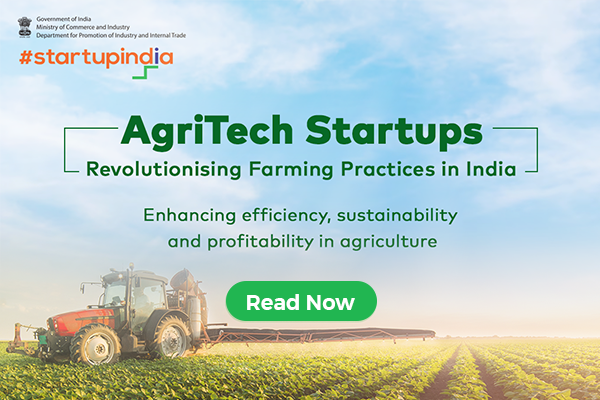 Government of India
Ministry of Commerce and Industry
Department for Promotion of Industry and Internal Trade
#startupindia
AgriTech Startups
Revolutionising Farming Practices in India
Enhancing efficiency, sustainability
and profitability in agriculture
Read Now